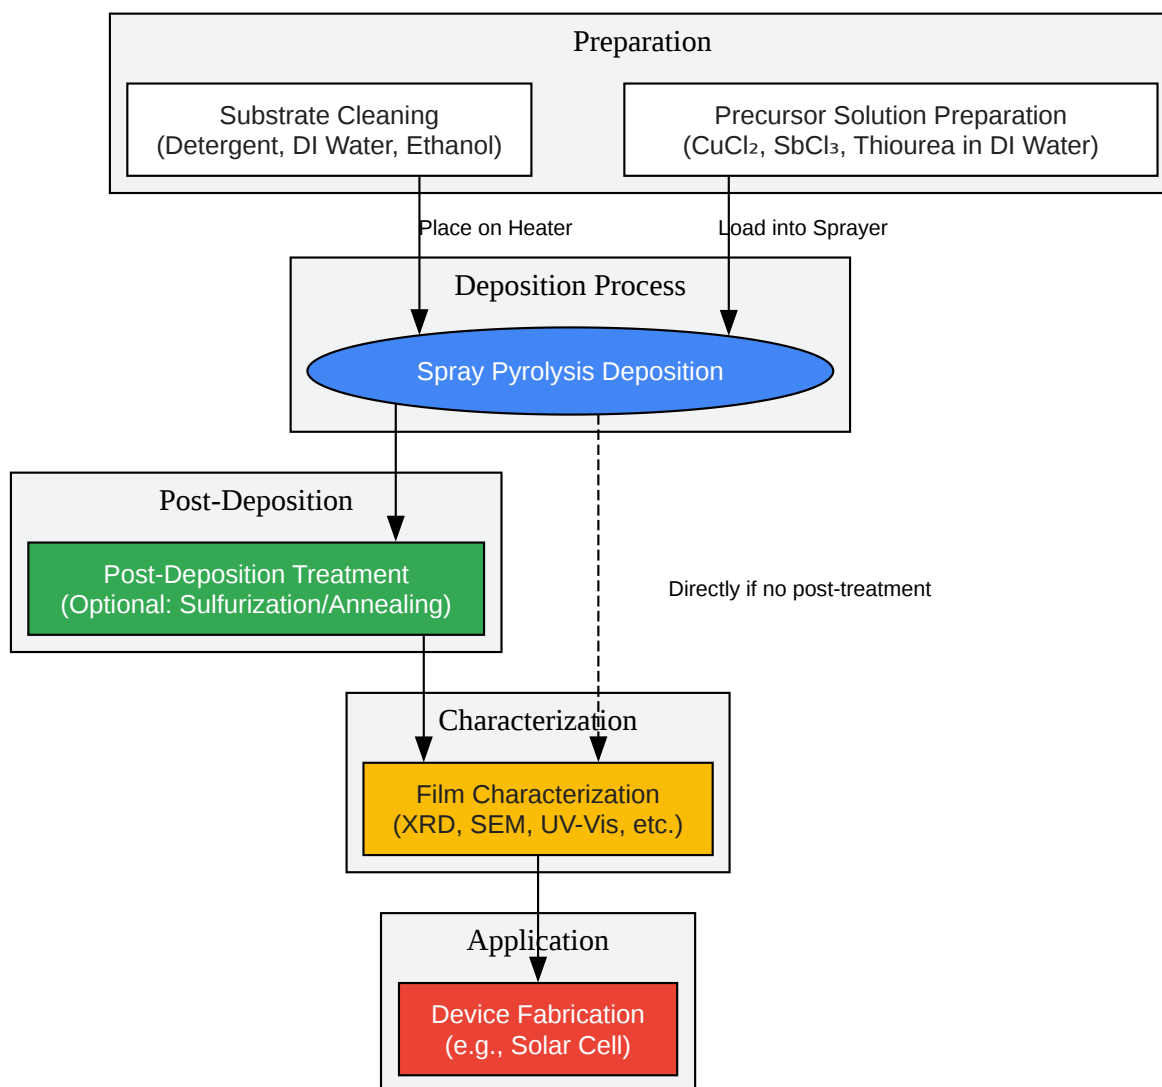 Preparation
Substrate Cleaning
(Detergent, DI Water, Ethanol)
Precursor Solution Preparation
(CuCl₂, SbCl₃, Thiourea in DI Water)
Place on Heater
Load into Sprayer
Deposition Process
Spray Pyrolysis Deposition
Post-Deposition
Post-Deposition Treatment
(Optional: Sulfurization/Annealing)
Directly if no post-treatment
Characterization
Film Characterization
(XRD, SEM, UV-Vis, etc.)
Application
Device Fabrication
(e.g., Solar Cell)